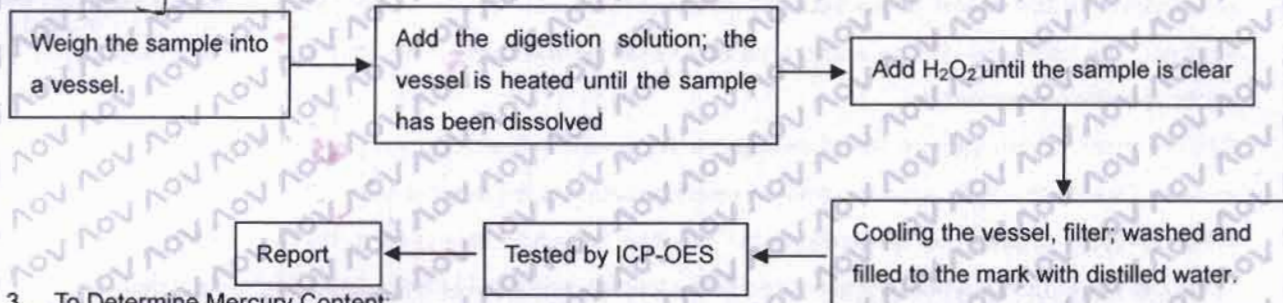 Weigh the sample into
a vessel.
Add the digestion solution; the
vessel is heated until the sample
has been dissolved
Add H₂O₂ until the sample is clear
Cooling the vessel, filter; washed and
filled to the mark with distilled water.
Tested by ICP-OES
Report
3. To Determine Mercury Content: